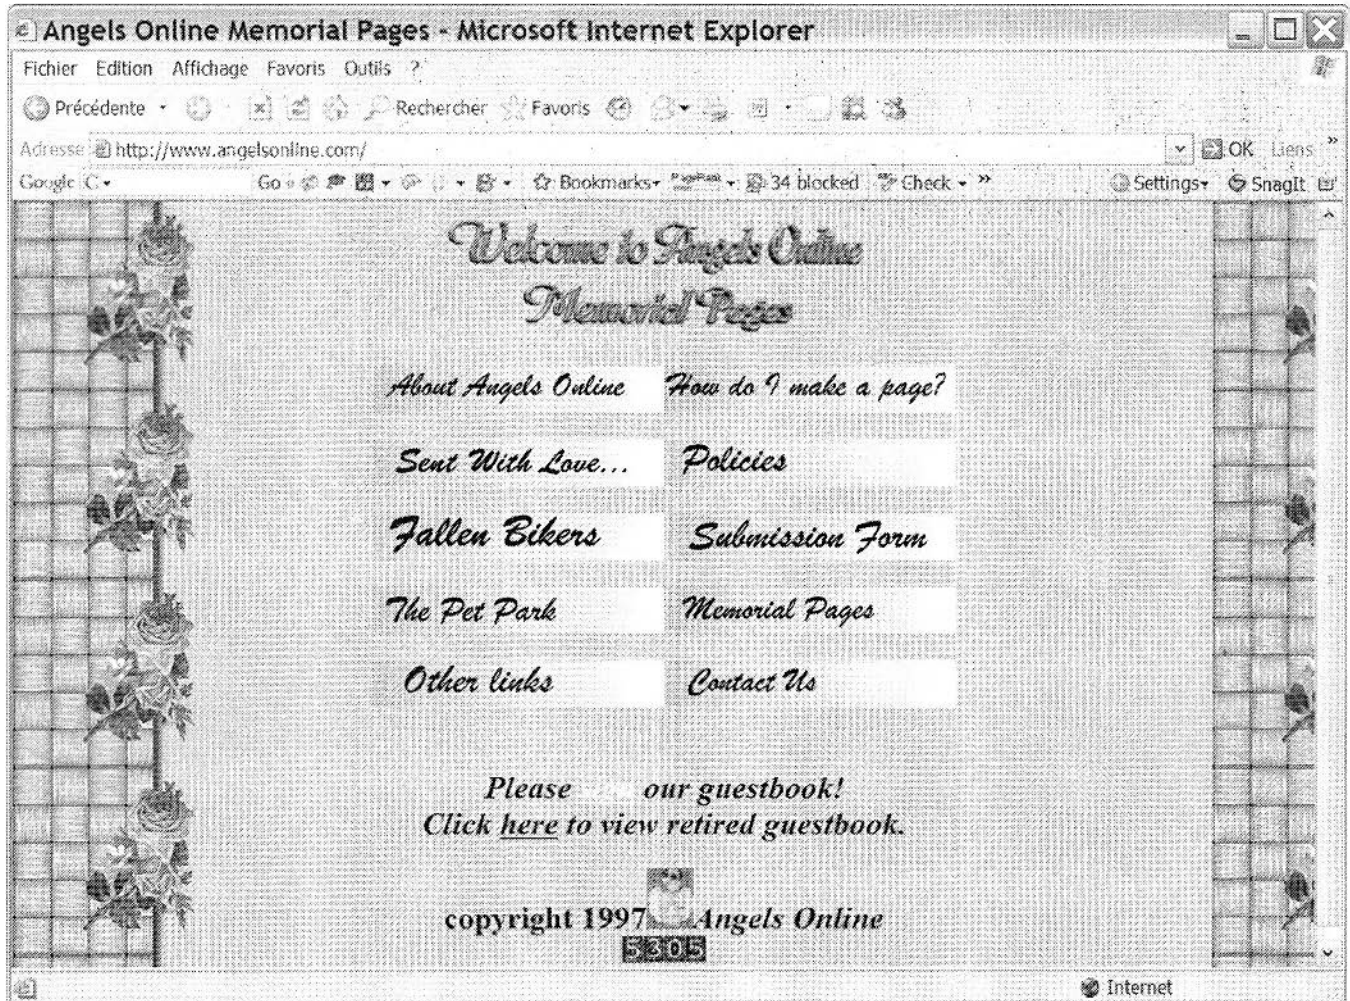 Angels Online Memorial Pages - Microsoft Internet Explorer
Fichier Edition Affichage Favoris Outils ?
Précédente Rechercher Favoris
Adresse http://www.angelsonline.com/ OK Liens »
Google Go Bookmarks 34 blocked Check » Settings SnagIt
Welcome to Angels Online
Memorial Pages
About Angels Online How do I make a page?
Sent With Love... Policies
Fallen Bikers Submission Form
The Pet Park Memorial Pages
Other links Contact Us
Please our guestbook!
Click here to view retired guestbook.
copyright 1997 Angels Online
5305
Internet